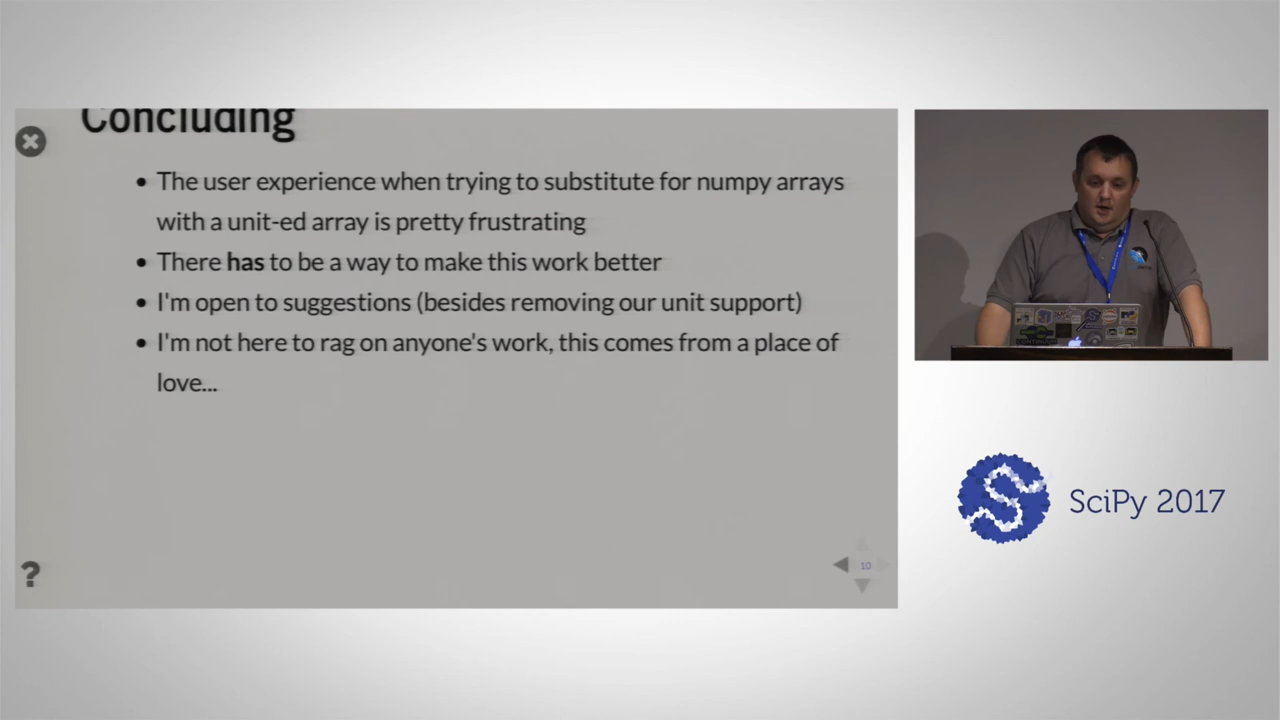 Concluding
The user experience when trying to substitute for numpy arrays
with a unit-ed array is pretty frustrating
There has to be a way to make this work better
I'm open to suggestions (besides removing our unit support)
I'm not here to rag on anyone's work, this comes from a place of
love...
?
10
SciPy 2017